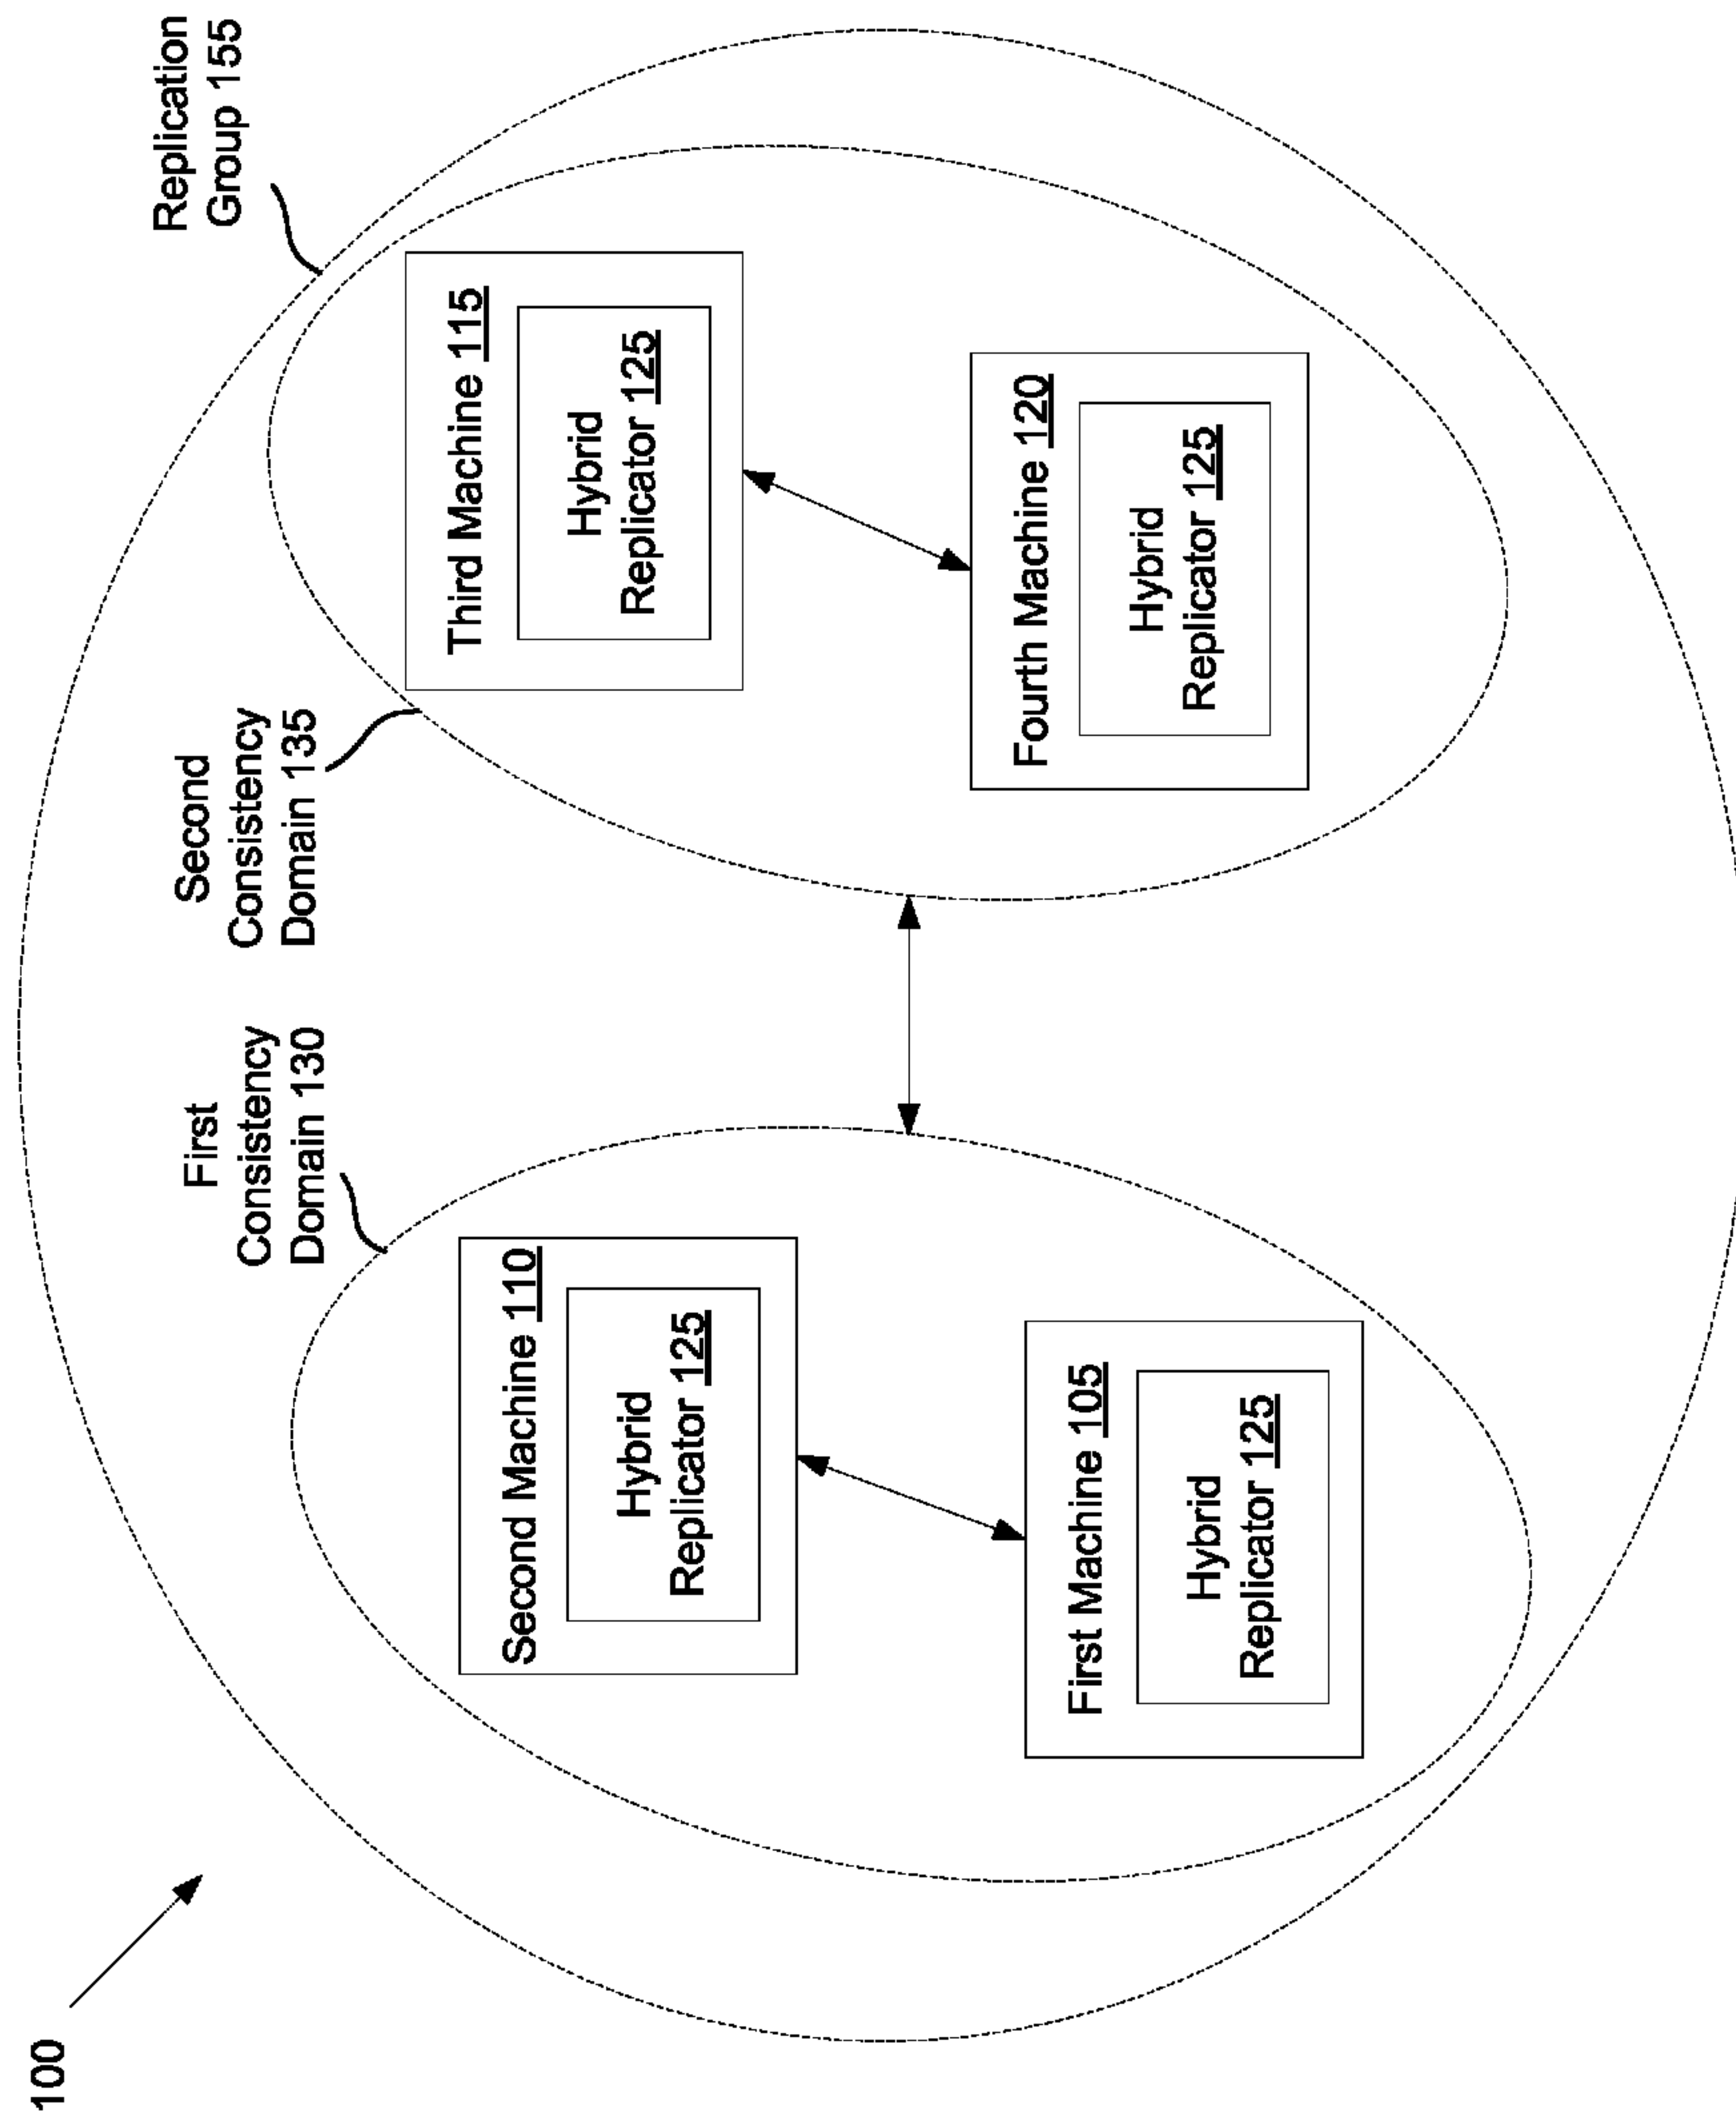 100
Replication
Group 155
Second
Consistency
Domain 135
First
Consistency
Domain 130
Second Machine 110
Hybrid
Replicator 125
Third Machine 115
Hybrid
Replicator 125
First Machine 105
Hybrid
Replicator 125
Fourth Machine 120
Hybrid
Replicator 125